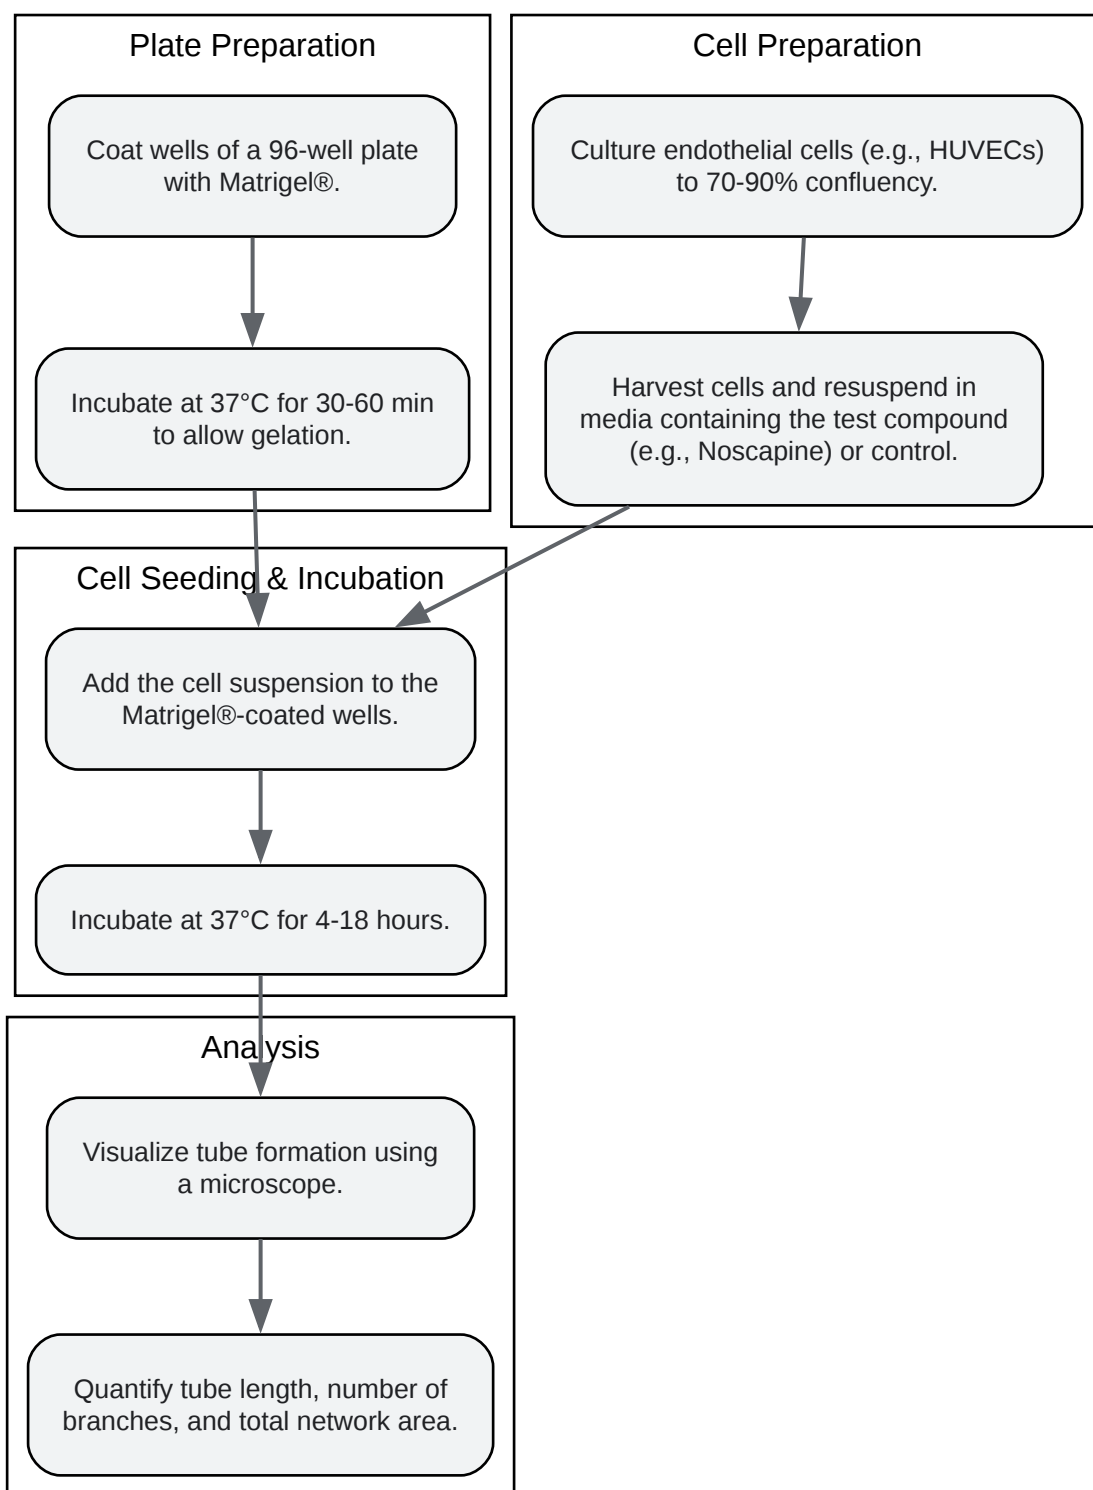 Plate Preparation
Coat wells of a 96-well plate
with Matrigel®.
Incubate at 37°C for 30-60 min
to allow gelation.
Cell Preparation
Culture endothelial cells (e.g., HUVECs)
to 70-90% confluency.
Harvest cells and resuspend in
media containing the test compound
(e.g., Noscapine) or control.
Cell Seeding & Incubation
Add the cell suspension to the
Matrigel®-coated wells.
Incubate at 37°C for 4-18 hours.
Analysis
Visualize tube formation using
a microscope.
Quantify tube length, number of
branches, and total network area.